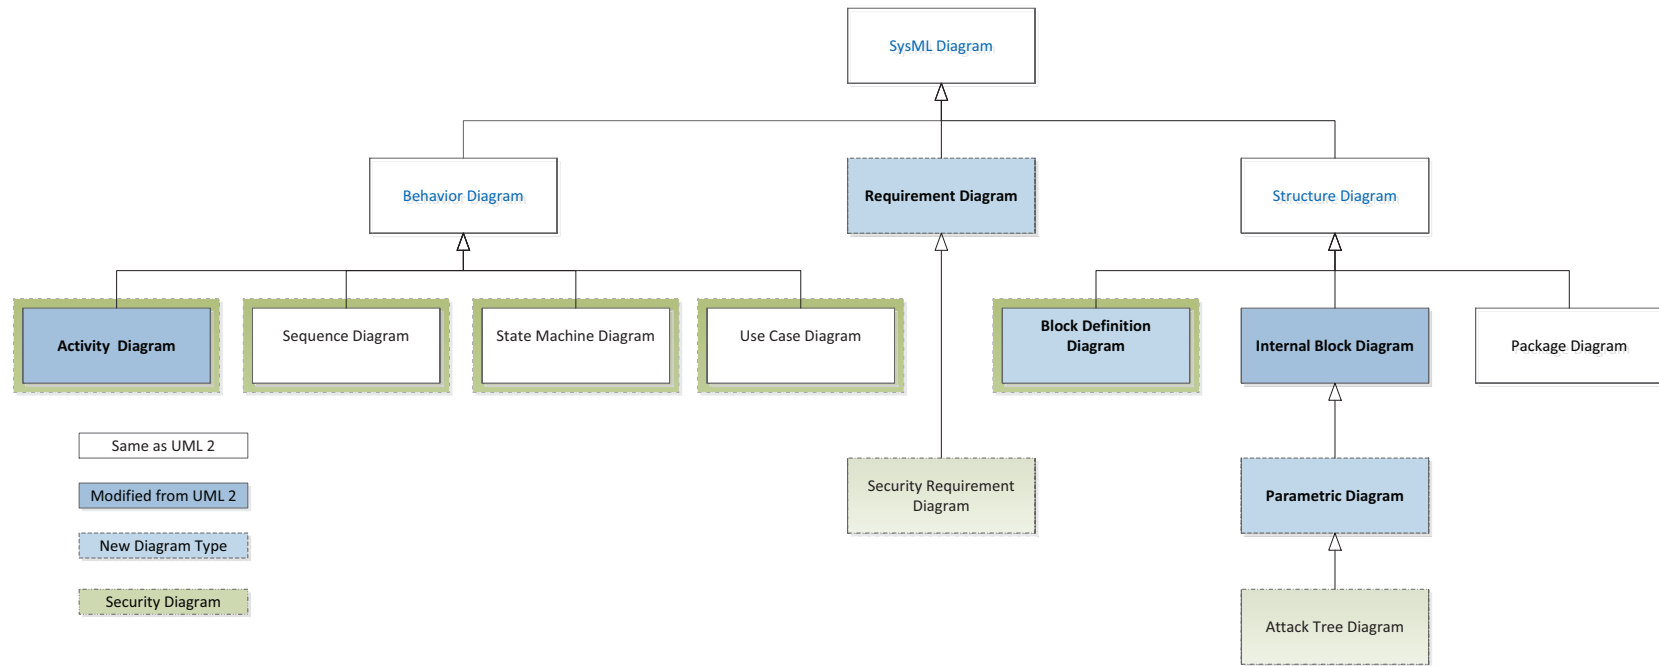 SysML Diagram
Behavior Diagram
Requirement Diagram
Structure Diagram
Activity  Diagram
Sequence Diagram
State Machine Diagram
Use Case Diagram
Block Definition
Diagram
Internal Block Diagram
Package Diagram
Same as UML 2
Modified from UML 2
New Diagram Type
Security Diagram
Security Requirement
Diagram
Parametric Diagram
Attack Tree Diagram